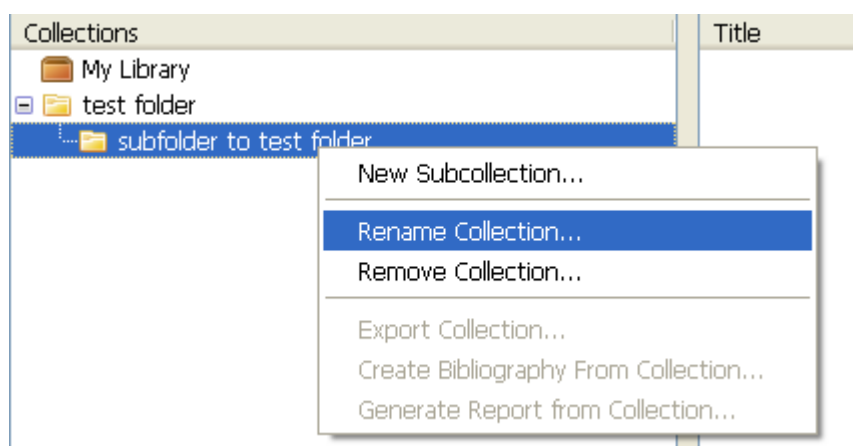 Collections Title
My Library
test folder
subfolder to test folder
New Subcollection...
Rename Collection...
Remove Collection...
Export Collection...
Create Bibliography From Collection...
Generate Report from Collection...